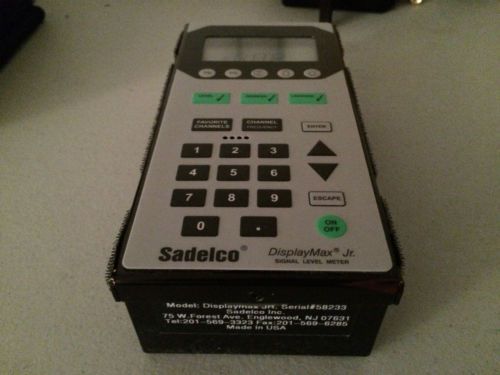 LEVEL
FAVORITE
CHANNELS
CHANNEL
FREQUENCY
ENTER
1 2 3
4 5 6
7 8 9
ESCAPE
0 .
ON
OFF
Sadelco®
DisplayMax® Jr.
SIGNAL LEVEL METER
Model: Displaymax JR. Serial#58233
Sadelco Inc.
75 W.Forest Ave, Englewood, NJ 07631
Tel:201-569-3323 Fax:201-569-6285
Made in USA